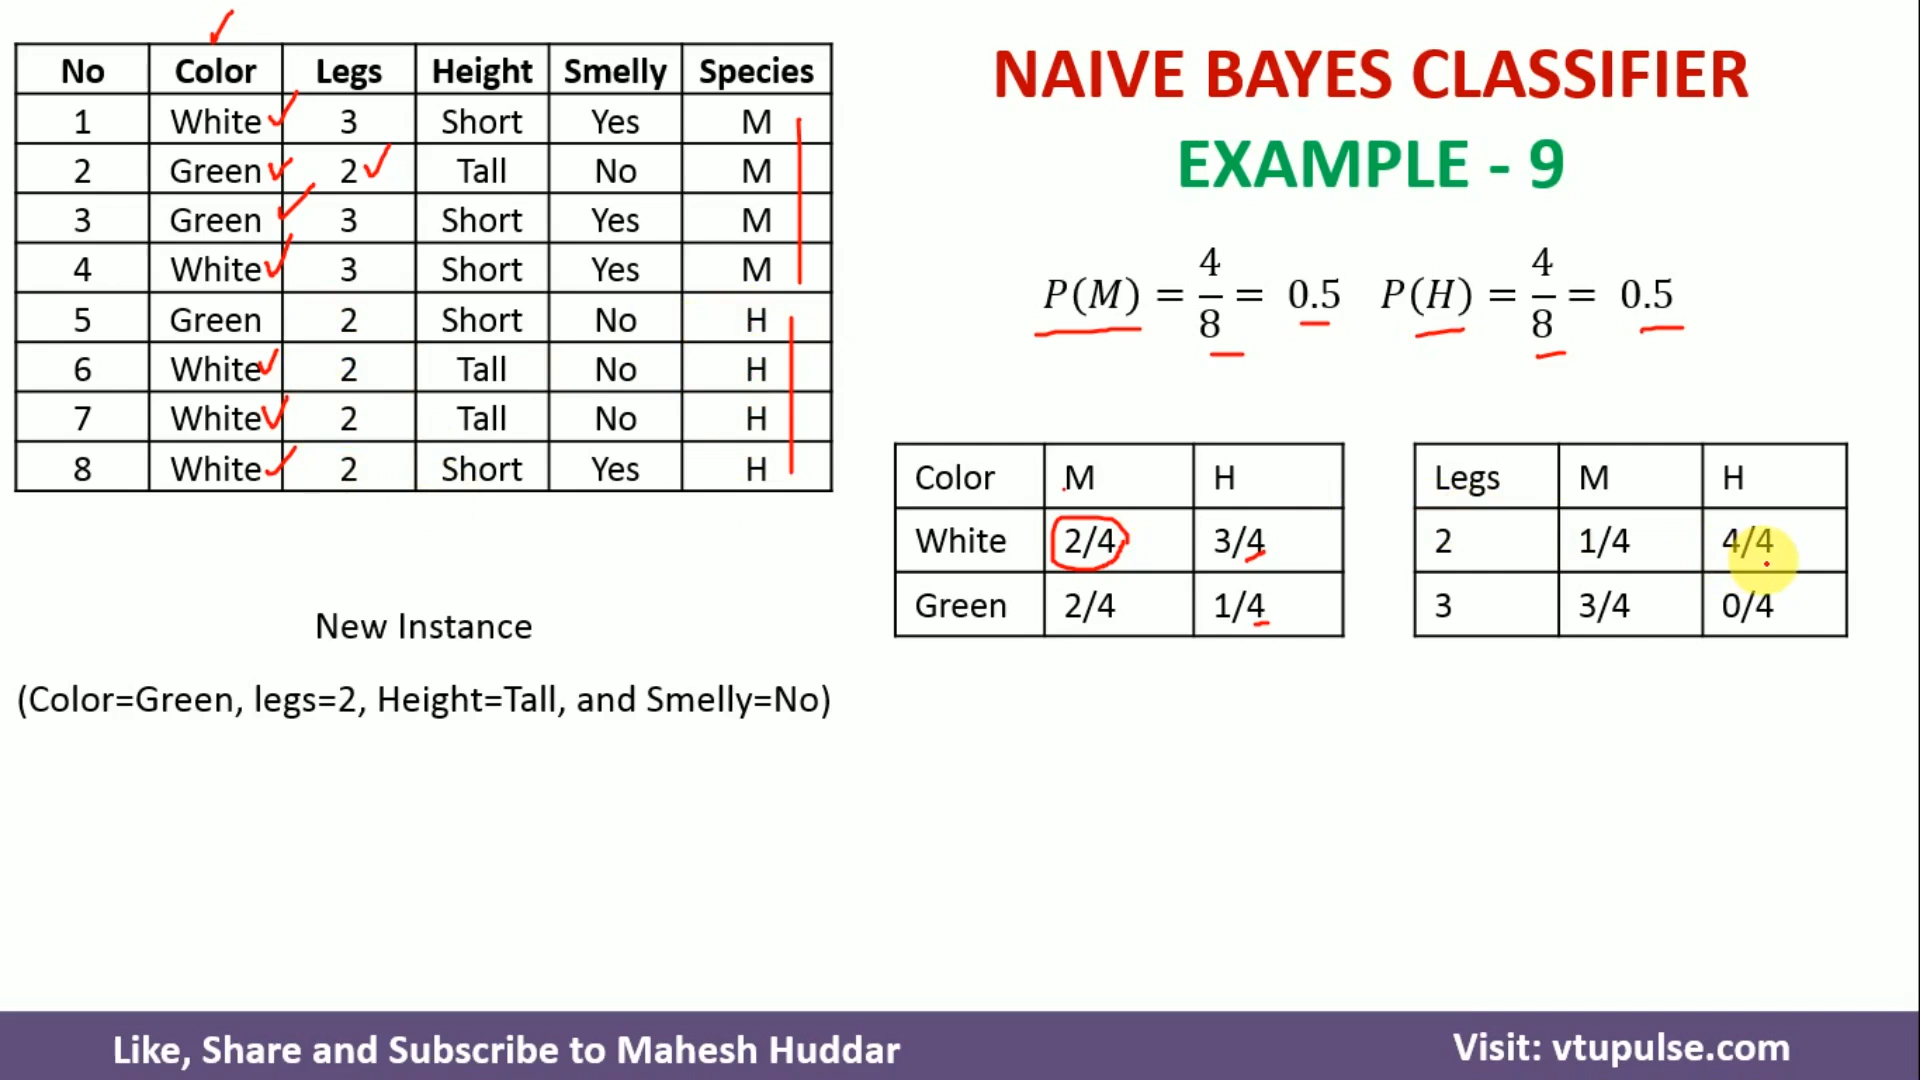 No Color Legs Height Smelly Species
1 White 3 Short Yes M
2 Green 2 Tall No M
3 Green 3 Short Yes M
4 White 3 Short Yes M
5 Green 2 Short No H
6 White 2 Tall No H
7 White 2 Tall No H
8 White 2 Short Yes H
New Instance
(Color=Green, legs=2, Height=Tall, and Smelly=No)
NAIVE BAYES CLASSIFIER
EXAMPLE - 9
P(M) = 4/8 = 0.5 P(H) = 4/8 = 0.5
Color M H
White 2/4 3/4
Green 2/4 1/4
Legs M H
2 1/4 4/4
3 3/4 0/4
Like, Share and Subscribe to Mahesh Huddar
Visit: vtupulse.com